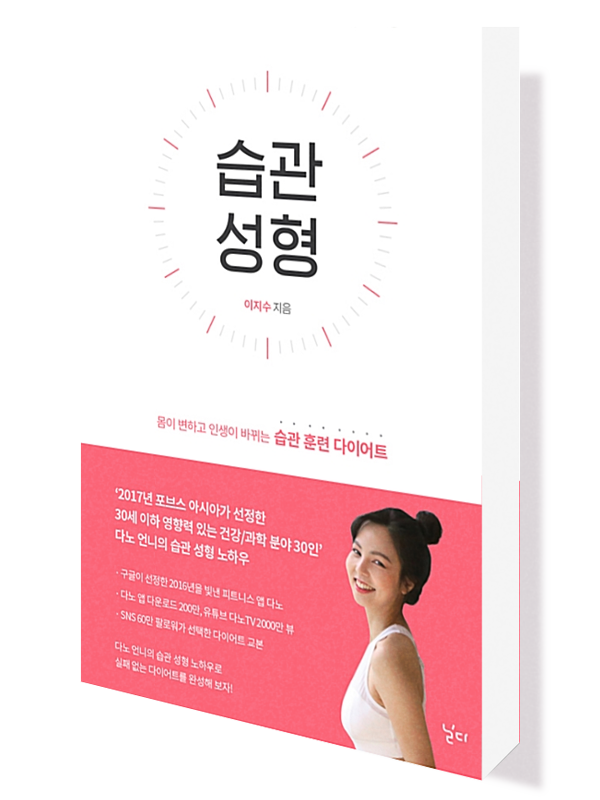 습관
성형
이지수 지음
몸이 변하고 인생이 바뀌는 습관 훈련 다이어트
‘2017년 포브스 아시아가 선정한
30세 이하 영향력 있는 건강/과학 분야 30인’
다노 언니의 습관 성형 노하우
· 구글이 선정한 2016년을 빛낸 피트니스 앱 다노
· 다노 앱 다운로드 200만, 유튜브 다노TV 2000만 뷰
· SNS 60만 팔로워가 선택한 다이어트 교본
다노 언니의 습관 성형 노하우로
실패 없는 다이어트를 완성해 보자!
날다